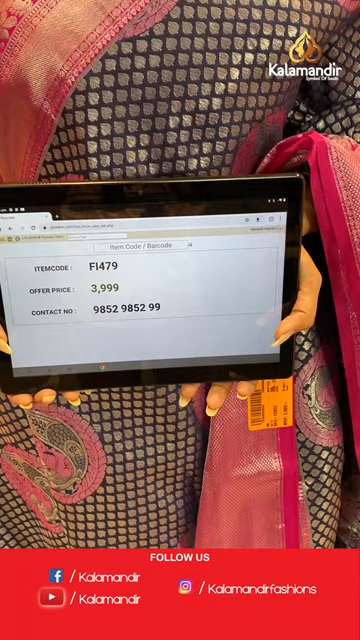 Kalamandir
Symbol Of Saree
Item Code / Barcode
ITEMCODE : FI479
OFFER PRICE : 3,999
CONTACT NO : 9852 9852 99
FOLLOW US
/ Kalamandir
/ Kalamandirfashions
/ Kalamandir